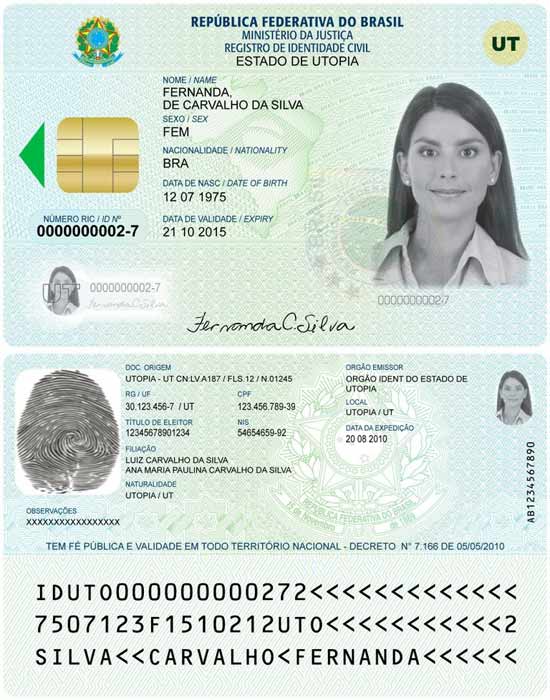 REPÚBLICA FEDERATIVA DO BRASIL
MINISTÉRIO DA JUSTIÇA
REGISTRO DE IDENTIDADE CIVIL
ESTADO DE UTOPIA
UT
NOME / NAME
FERNANDA,
DE CARVALHO DA SILVA
SEXO / SEX
FEM
NACIONALIDADE / NATIONALITY
BRA
DATA DE NASC / DATE OF BIRTH
12 07 1975
NÚMERO RIC / ID Nº
0000000002-7
DATA DE VALIDADE / EXPIRY
21 10 2015
0000000002-7
0000000002-7
Fernanda C. Silva
Fernanda C. Silva
DOC. ORIGEM
UTOPIA - UT CN:LV.A187 / FLS.12 / N.01245
RG / UF
30.123.456-7 / UT
CPF
123.456.789-39
TÍTULO DE ELEITOR
12345678901234
NIS
54654659-92
FILIAÇÃO
LUIZ CARVALHO DA SILVA
ANA MARIA PAULINA CARVALHO DA SILVA
NATURALIDADE
UTOPIA / UT
ORGÃO EMISSOR
ORGÃO IDENT DO ESTADO DE
UTOPIA
LOCAL
UTOPIA / UT
DATA DA EXPEDIÇÃO
20 08 2010
AB1234567890
OBSERVAÇÕES
XXXXXXXXXXXXXXXXX
REPÚBLICA FEDERATIVA DO BRASIL
TEM FÉ PÚBLICA E VALIDADE EM TODO TERRITÓRIO NACIONAL - DECRETO N° 7.166 DE 05/05/2010
IDUTO0000000000272<<<<<<<<<<<<
7507123F1510212UTO<<<<<<<<<<<2
SILVA<<CARVALHO<FERNANDA<<<<<<